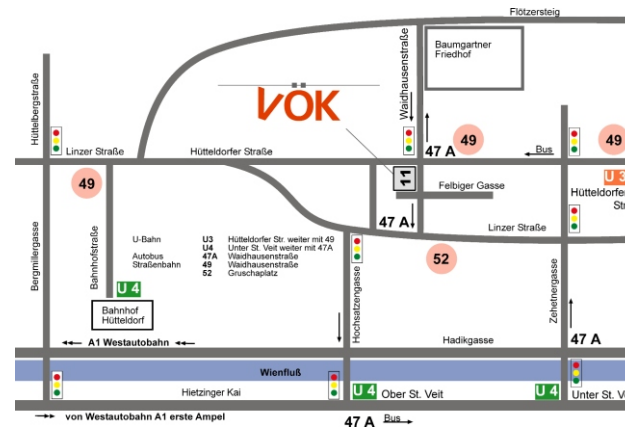 Flötzersteig
Baumgartner
Friedhof
Waidhausenstraße
Hüttelbergstraße
VÖK
49
49
47 A
Bus
Linzer Straße
Hütteldorfer Straße
49
11
Felbiger Gasse
U 3
Hütteldorfer
Str
47 A
Linzer Straße
Bergmillergasse
Bahnhofstraße
U-Bahn U3 Hütteldorfer Str. weiter mit 49
U4 Unter St. Veit weiter mit 47A
Autobus 47A Waidhausenstraße
Straßenbahn 49 Waidhausenstraße
52 Gruschaplatz
52
U 4
Bahnhof
Hütteldorf
Hochsatzengasse
Zehetnergasse
A1 Westautobahn
Hadikgasse
47 A
Wienfluß
Hietzinger Kai
U 4 Ober St. Veit
U 4 Unter St. Ve
von Westautobahn A1 erste Ampel
47 A Bus